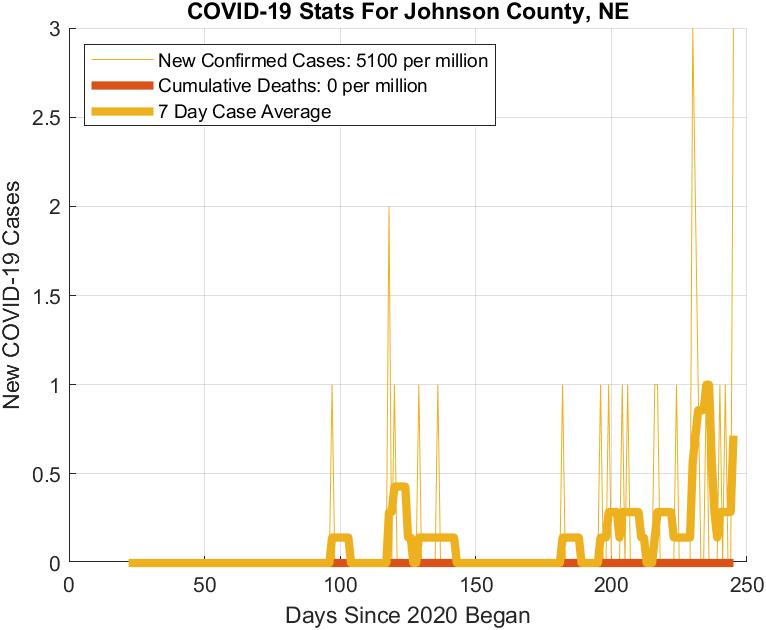 COVID-19 Stats For Johnson County, NE
New Confirmed Cases: 5100 per million
Cumulative Deaths: 0 per million
7 Day Case Average
New COVID-19 Cases
3
2.5
2
1.5
1
0.5
0
0 50 100 150 200 250
Days Since 2020 Began